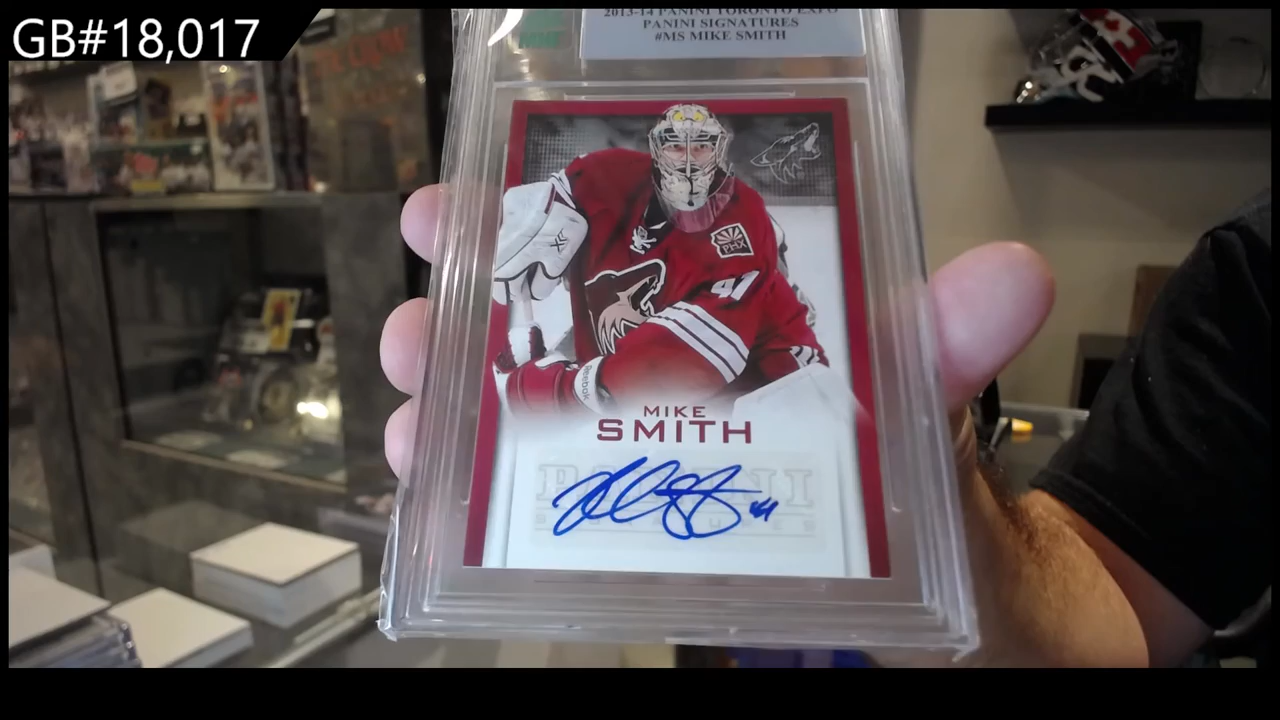 GB#18,017
2013-14 PANINI TORONTO EXPO
PANINI SIGNATURES
#MS MIKE SMITH
PHX
41
Reebok
MIKE
SMITH
PANINI